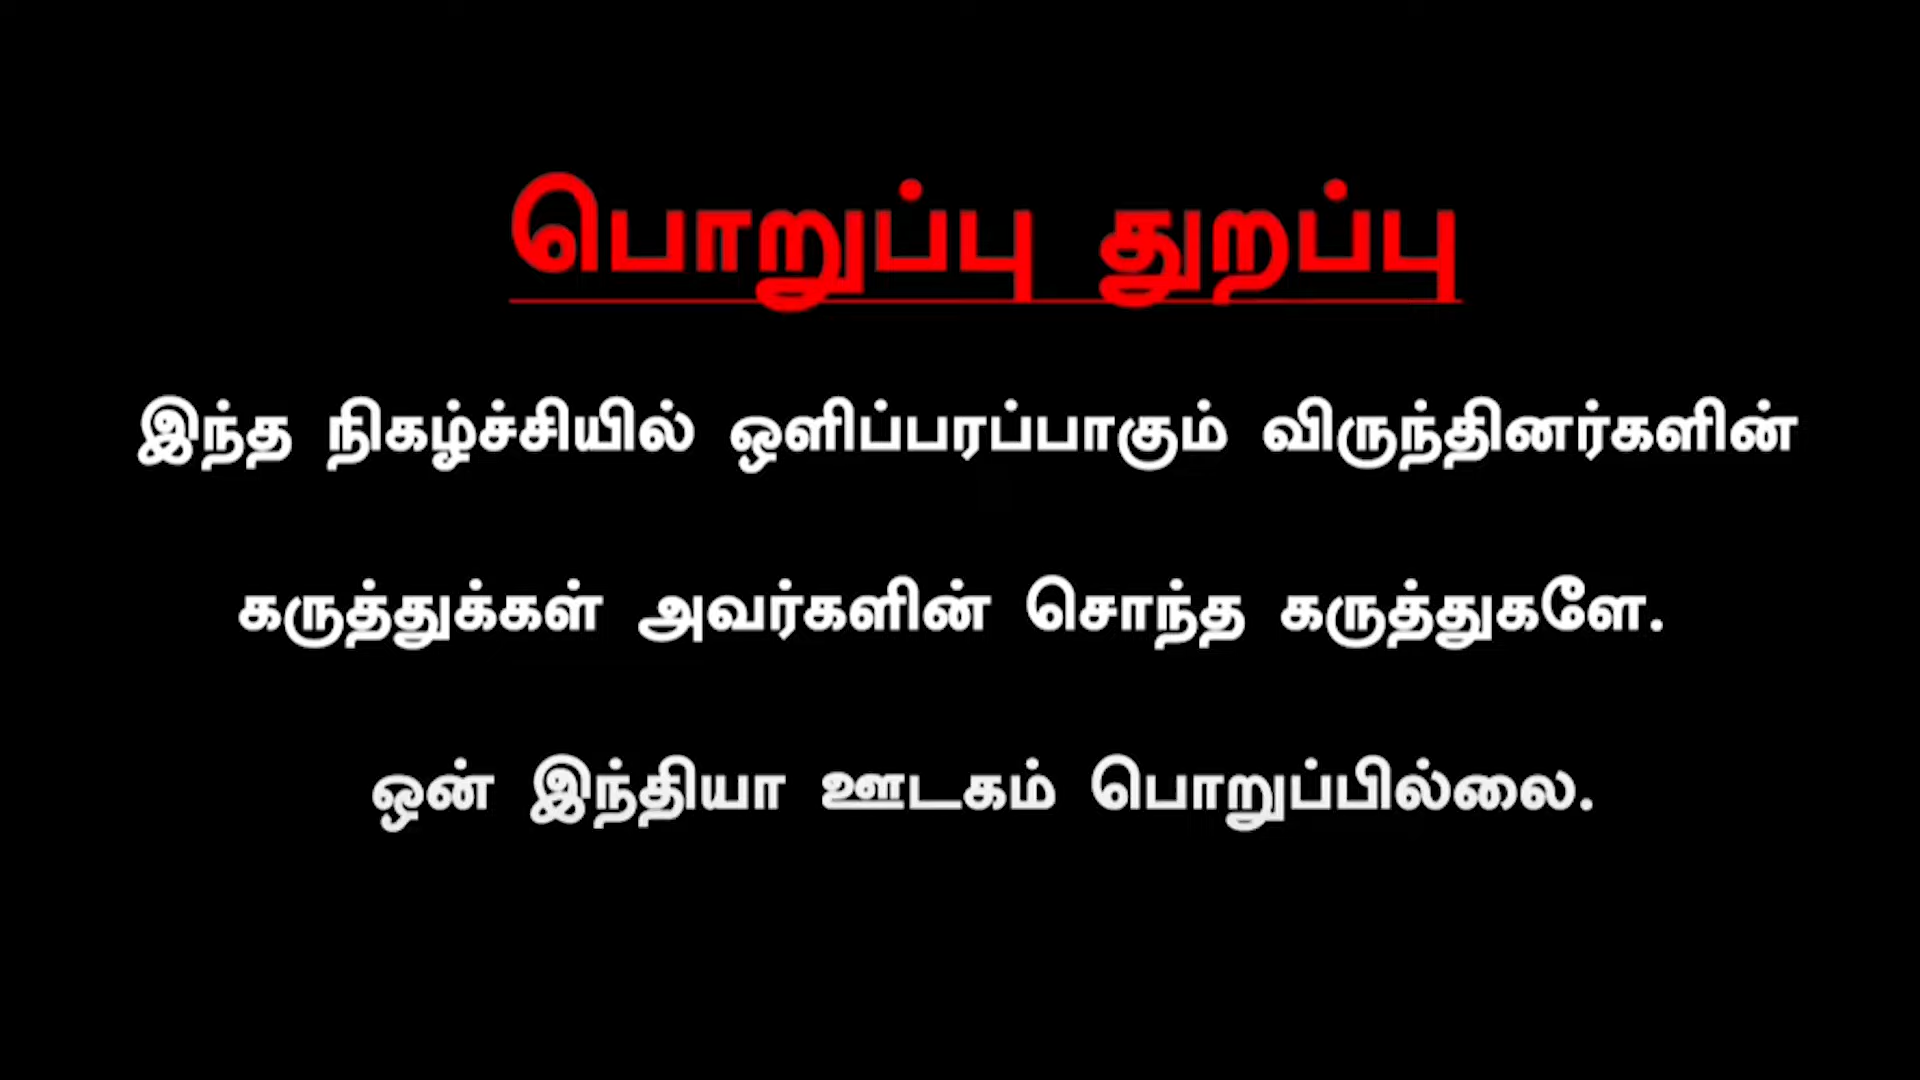 பொறுப்பு துறப்பு
இந்த நிகழ்ச்சியில் ஒளிப்பரப்பாகும் விருந்தினர்களின்
கருத்துக்கள் அவர்களின் சொந்த கருத்துகளே.
ஒன் இந்தியா ஊடகம் பொறுப்பில்லை.